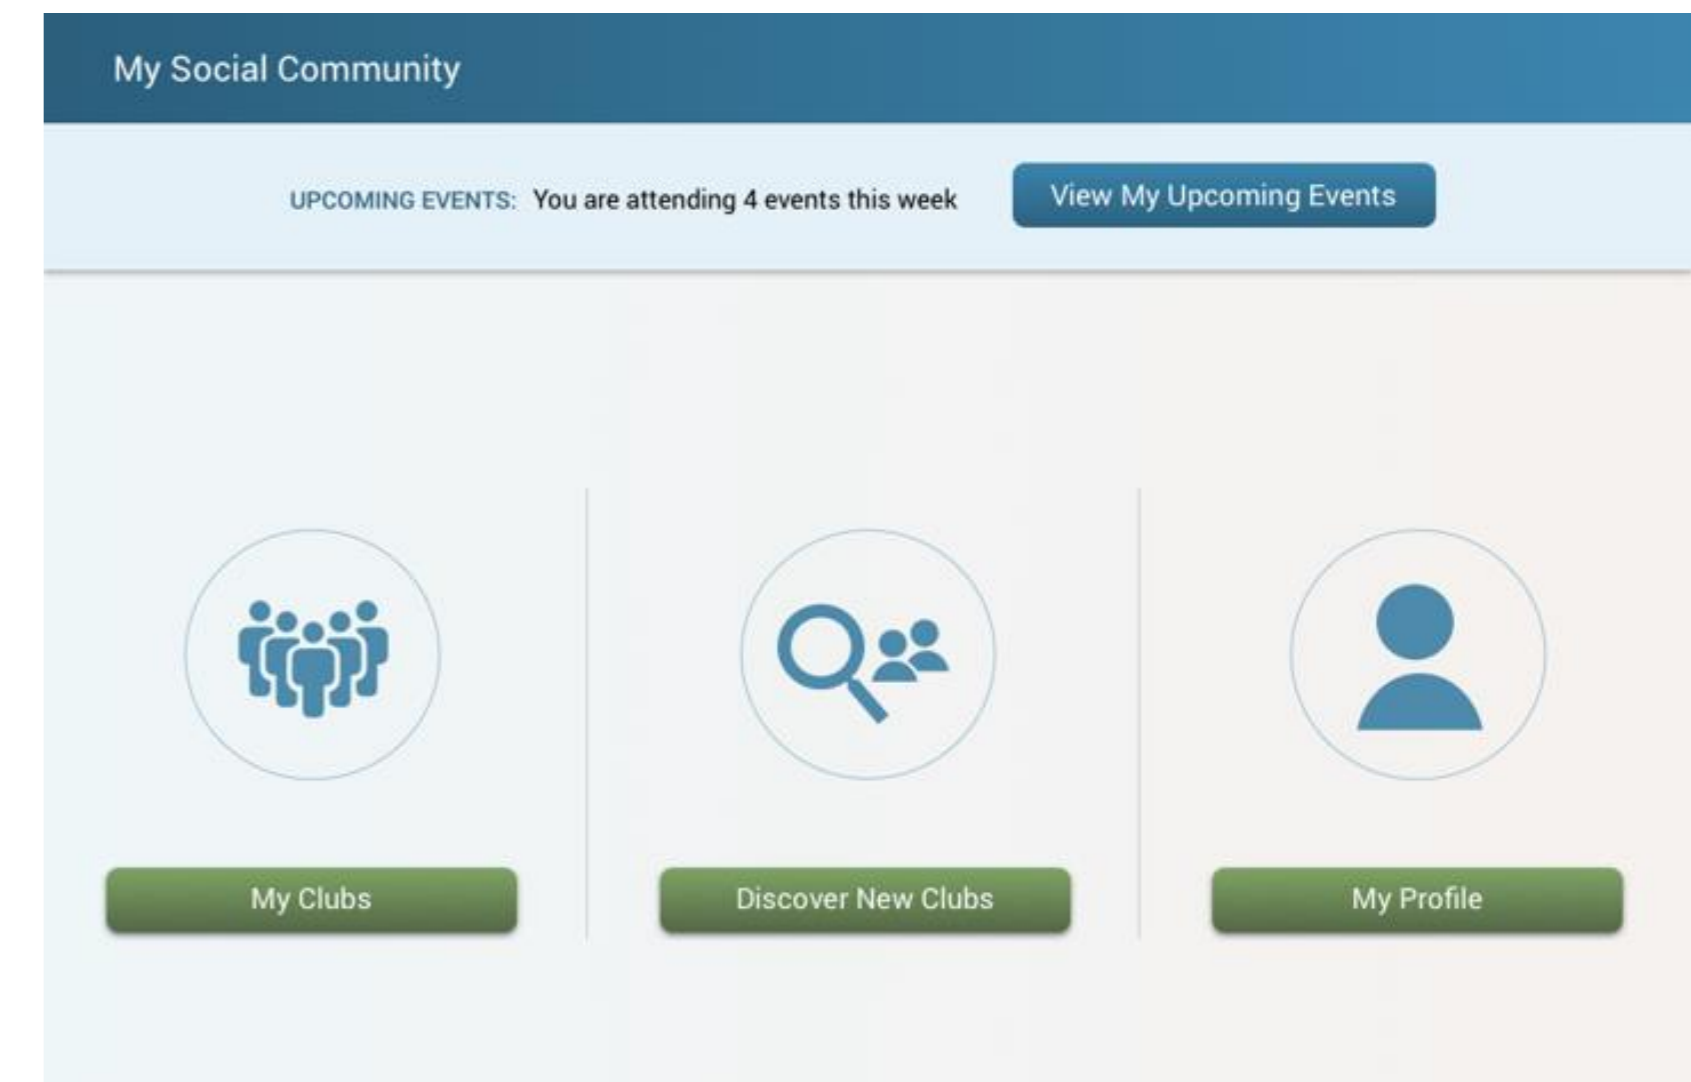 My Social Community
UPCOMING EVENTS: You are attending 4 events this week
View My Upcoming Events
My Clubs
Discover New Clubs
My Profile